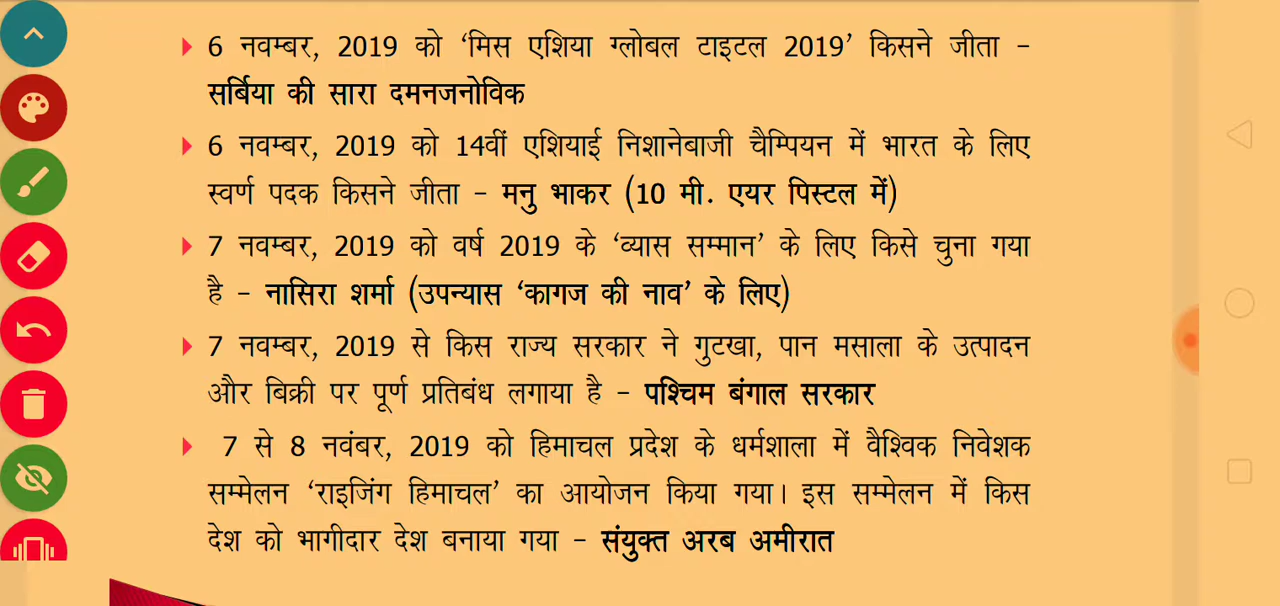 6 नवम्बर, 2019 को ‘मिस एशिया ग्लोबल टाइटल 2019’ किसने जीता –
सर्बिया की सारा दमनजनोविक
6 नवम्बर, 2019 को 14वीं एशियाई निशानेबाजी चैम्पियन में भारत के लिए
स्वर्ण पदक किसने जीता – मनु भाकर (10 मी. एयर पिस्टल में)
7 नवम्बर, 2019 को वर्ष 2019 के ‘व्यास सम्मान’ के लिए किसे चुना गया
है – नासिरा शर्मा (उपन्यास ‘कागज की नाव’ के लिए)
7 नवम्बर, 2019 से किस राज्य सरकार ने गुटखा, पान मसाला के उत्पादन
और बिक्री पर पूर्ण प्रतिबंध लगाया है – पश्चिम बंगाल सरकार
7 से 8 नवंबर, 2019 को हिमाचल प्रदेश के धर्मशाला में वैश्विक निवेशक
सम्मेलन ‘राइजिंग हिमाचल’ का आयोजन किया गया। इस सम्मेलन में किस
देश को भागीदार देश बनाया गया – संयुक्त अरब अमीरात